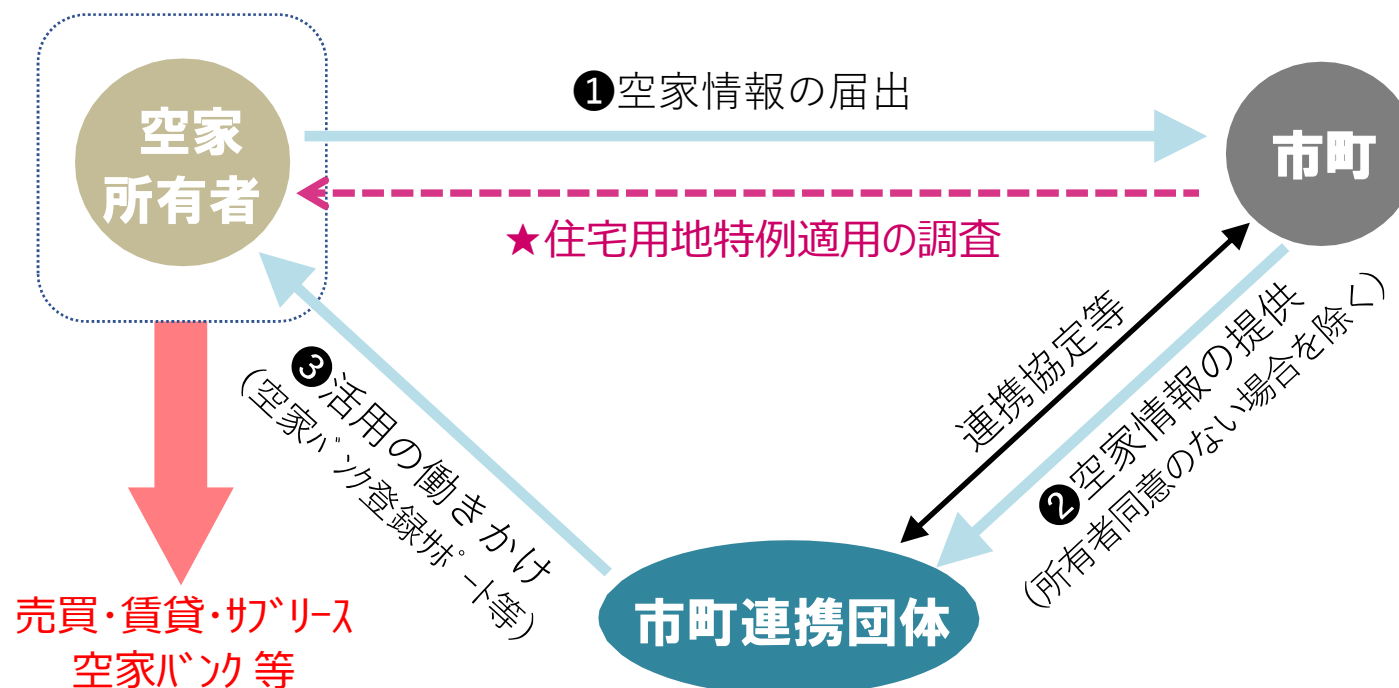 ❶空家情報の届出
空家
所有者
市町
★住宅用地特例適用の調査
連携協定等
❷空家情報の提供
(所有者同意のない場合を除く)
❸活用の働きかけ
(空家ﾊﾞﾝｸ登録ｻﾎﾟｰﾄ等)
市町連携団体
売買･賃貸･ｻﾌﾞﾘｰｽ
空家ﾊﾞﾝｸ 等